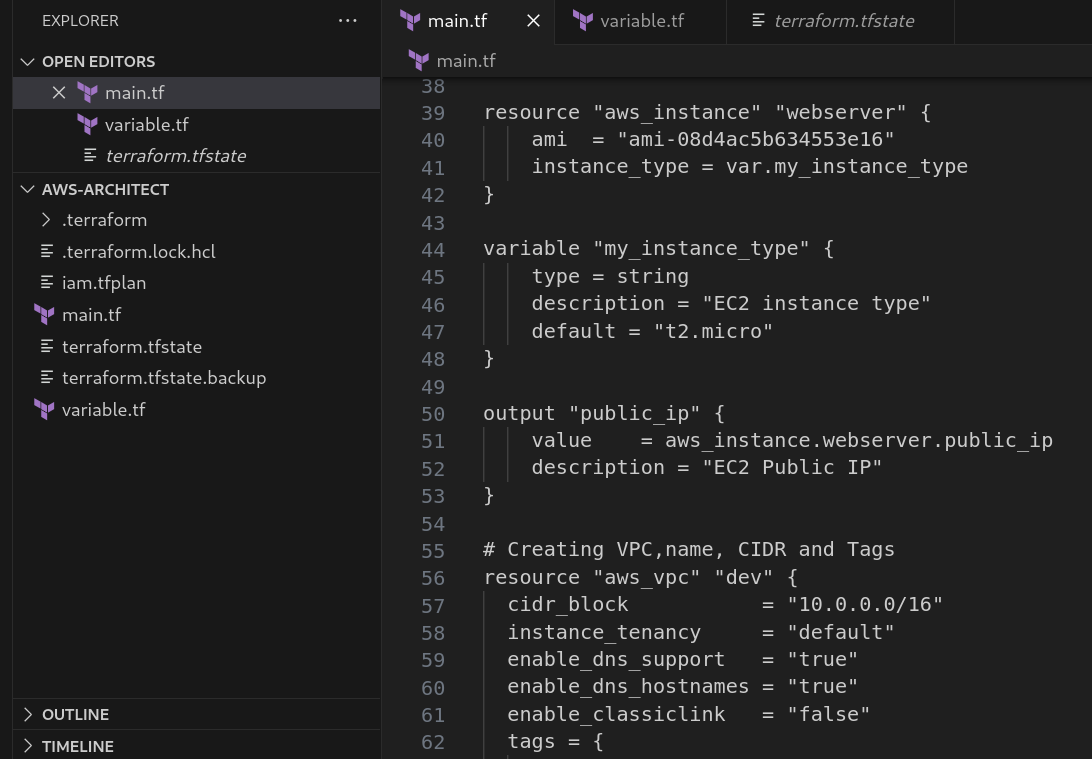 EXPLORER
...
OPEN EDITORS
main.tf
variable.tf
terraform.tfstate
AWS-ARCHITECT
.terraform
.terraform.lock.hcl
iam.tfplan
main.tf
terraform.tfstate
terraform.tfstate.backup
variable.tf
OUTLINE
TIMELINE
main.tf
variable.tf
terraform.tfstate
main.tf
38
39 resource "aws_instance" "webserver" {
40     ami  = "ami-08d4ac5b634553e16"
41     instance_type = var.my_instance_type
42 }
43
44 variable "my_instance_type" {
45     type = string
46     description = "EC2 instance type"
47     default = "t2.micro"
48 }
49
50 output "public_ip" {
51     value    = aws_instance.webserver.public_ip
52     description = "EC2 Public IP"
53 }
54
55 # Creating VPC,name, CIDR and Tags
56 resource "aws_vpc" "dev" {
57   cidr_block           = "10.0.0.0/16"
58   instance_tenancy     = "default"
59   enable_dns_support   = "true"
60   enable_dns_hostnames = "true"
61   enable_classiclink   = "false"
62   tags = {